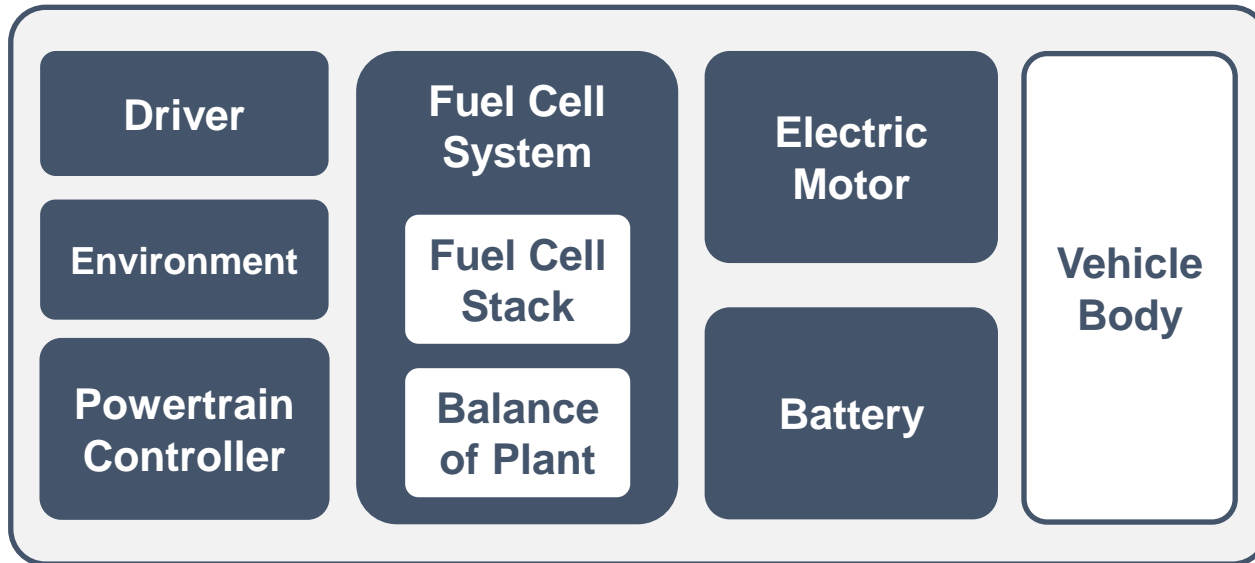 Driver
Environment
Powertrain
Controller
Fuel Cell
System
Fuel Cell
Stack
Balance
of Plant
Electric
Motor
Battery
Vehicle
Body